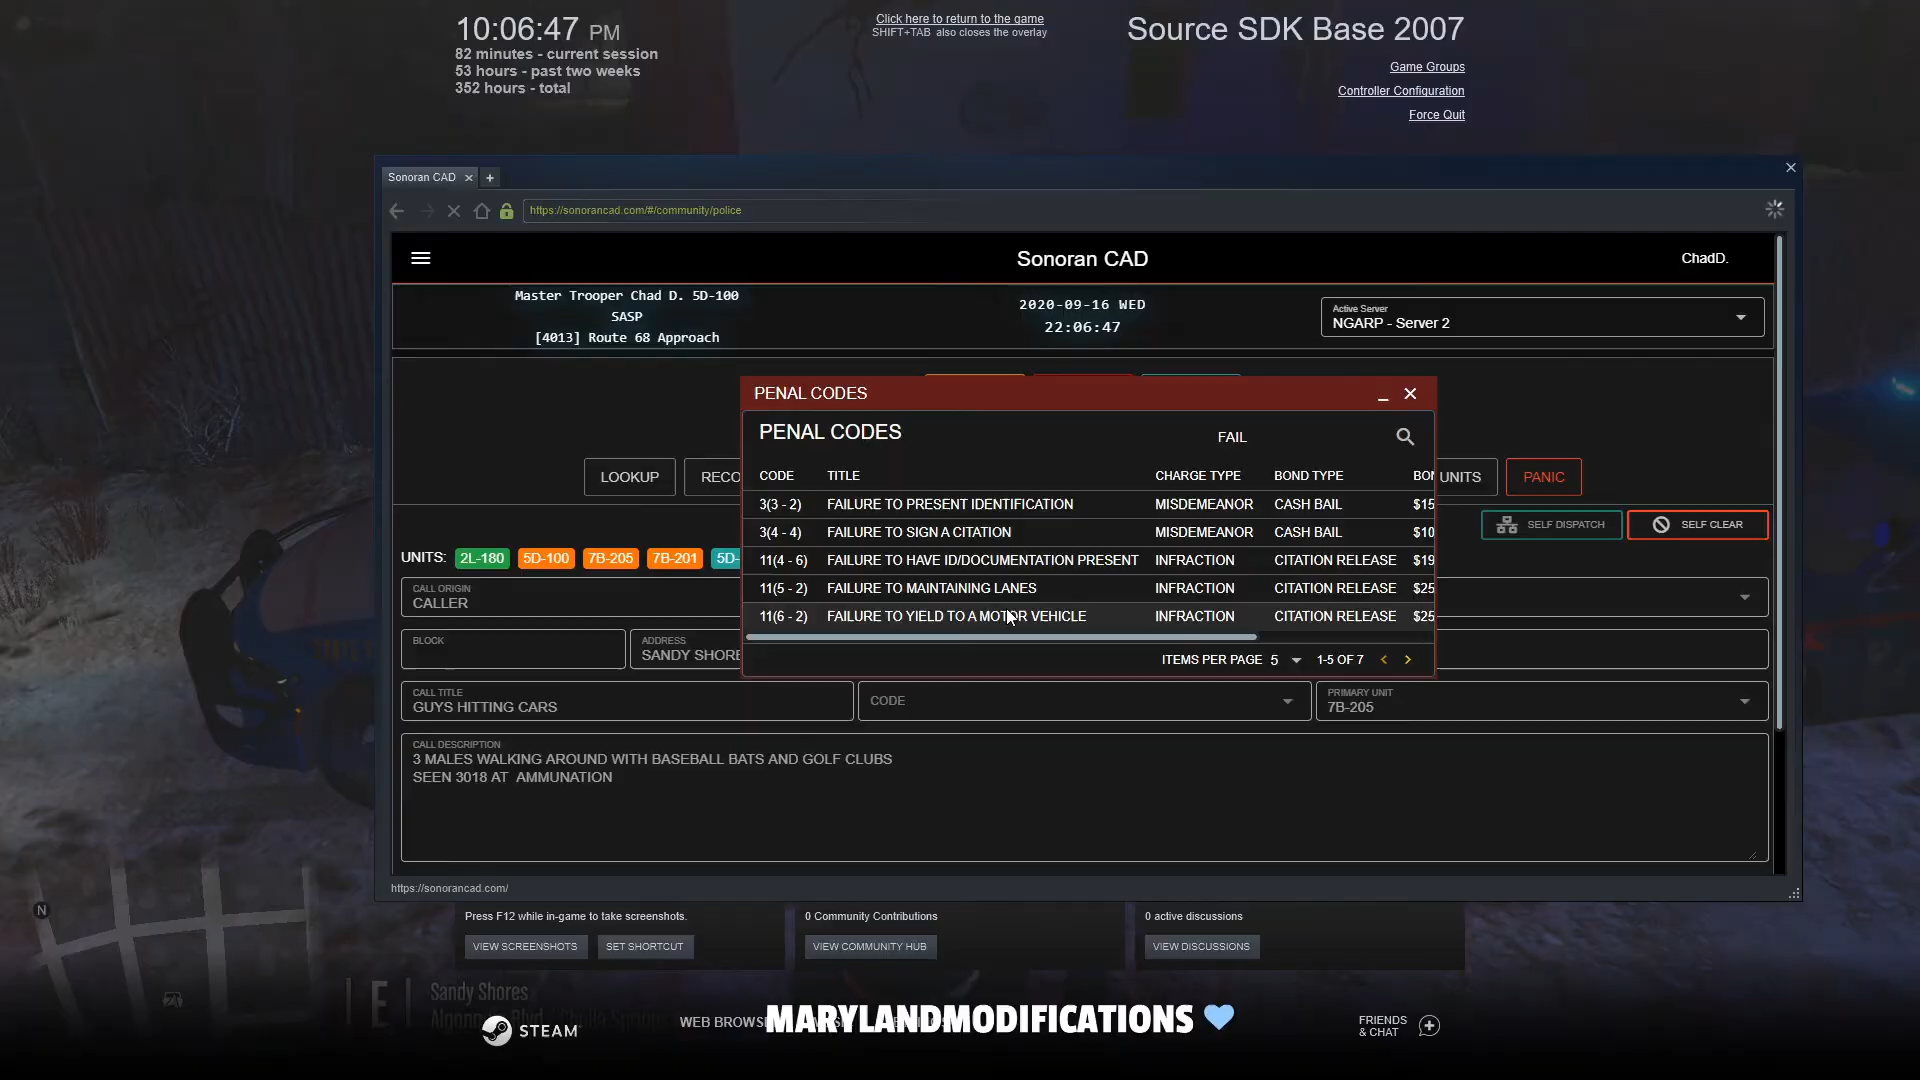 10:06:47 PM
82 minutes - current session
53 hours - past two weeks
352 hours - total
Click here to return to the game
SHIFT+TAB also closes the overlay
Source SDK Base 2007
Game Groups
Controller Configuration
Force Quit
Sonoran CAD
https://sonorancad.com/#/community/police
Sonoran CAD
ChadD.
Master Trooper Chad D. 5D-100
SASP
[4013] Route 68 Approach
2020-09-16 WED
22:06:47
Active Server
NGARP - Server 2
PENAL CODES
PENAL CODES
FAIL
CODE TITLE CHARGE TYPE BOND TYPE BON
3(3 - 2) FAILURE TO PRESENT IDENTIFICATION MISDEMEANOR CASH BAIL $15
3(4 - 4) FAILURE TO SIGN A CITATION MISDEMEANOR CASH BAIL $10
11(4 - 6) FAILURE TO HAVE ID/DOCUMENTATION PRESENT INFRACTION CITATION RELEASE $19
11(5 - 2) FAILURE TO MAINTAINING LANES INFRACTION CITATION RELEASE $25
11(6 - 2) FAILURE TO YIELD TO A MOTOR VEHICLE INFRACTION CITATION RELEASE $25
ITEMS PER PAGE 5 1-5 OF 7
LOOKUP
RECO
UNITS
PANIC
SELF DISPATCH
SELF CLEAR
UNITS: 2L-180 5D-100 7B-205 7B-201 5D-
CALL ORIGIN
CALLER
BLOCK
ADDRESS
SANDY SHORE
CALL TITLE
GUYS HITTING CARS
CODE
PRIMARY UNIT
7B-205
CALL DESCRIPTION
3 MALES WALKING AROUND WITH BASEBALL BATS AND GOLF CLUBS
SEEN 3018 AT AMMUNATION
https://sonorancad.com/
N
Press F12 while in-game to take screenshots.
VIEW SCREENSHOTS
SET SHORTCUT
0 Community Contributions
VIEW COMMUNITY HUB
0 active discussions
VIEW DISCUSSIONS
E
Sandy Shores
STEAM
WEB BROWSE
MARYLANDMODIFICATIONS
FRIENDS
& CHAT